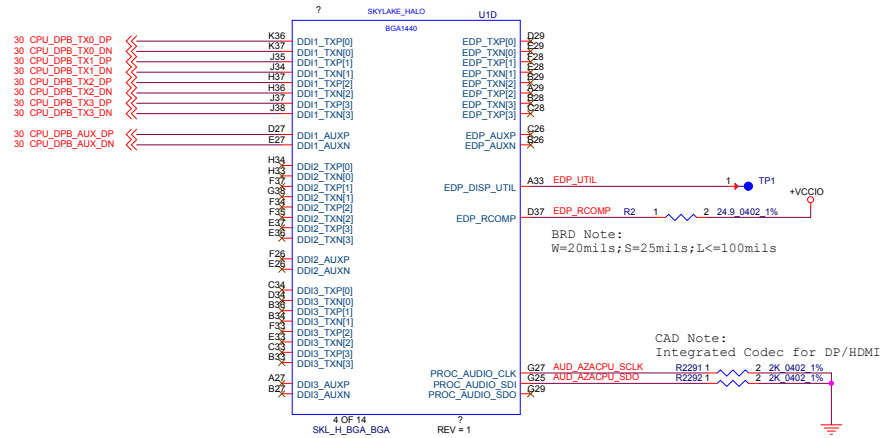 ? SKYLAKE_HALO U1D
BGA1440
30 CPU_DPB_TX0_DP K36 DDI1_TXP[0] EDP_TXP[0] D29
30 CPU_DPB_TX0_DN K37 DDI1_TXN[0] EDP_TXN[0] E29
30 CPU_DPB_TX1_DP J35 DDI1_TXP[1] EDP_TXP[1] F28
30 CPU_DPB_TX1_DN J34 DDI1_TXN[1] EDP_TXN[1] E28
30 CPU_DPB_TX2_DP H37 DDI1_TXP[2] EDP_TXP[2] B29
30 CPU_DPB_TX2_DN H36 DDI1_TXN[2] EDP_TXN[2] A29
30 CPU_DPB_TX3_DP J37 DDI1_TXP[3] EDP_TXN[3] B28
30 CPU_DPB_TX3_DN J38 DDI1_TXN[3] EDP_TXP[3] C28
30 CPU_DPB_AUX_DP D27 DDI1_AUXP EDP_AUXP C26
30 CPU_DPB_AUX_DN E27 DDI1_AUXN EDP_AUXN B26
H34 DDI2_TXP[0]
H33 DDI2_TXN[0]
F37 DDI2_TXP[1] EDP_DISP_UTIL A33 EDP_UTIL 1 TP1
G38 DDI2_TXN[1]
F34 DDI2_TXP[2]
F35 DDI2_TXN[2] EDP_RCOMP D37 EDP_RCOMP R2 1 2 24.9_0402_1% +VCCIO
E37 DDI2_TXP[3]
E36 DDI2_TXN[3]
BRD Note:
W=20mils;S=25mils;L<=100mils
F26 DDI2_AUXP
E26 DDI2_AUXN
C34 DDI3_TXP[0]
D34 DDI3_TXN[0]
B36 DDI3_TXP[1]
B34 DDI3_TXN[1]
F33 DDI3_TXP[2]
E33 DDI3_TXN[2]
C33 DDI3_TXP[3]
B33 DDI3_TXN[3]
CAD Note:
Integrated Codec for DP/HDMI
PROC_AUDIO_CLK G27 AUD_AZACPU_SCLK R2291 1 2 2K_0402_1%
A27 DDI3_AUXP PROC_AUDIO_SDI G25 AUD_AZACPU_SDO R2292 1 2 2K_0402_1%
B27 DDI3_AUXN PROC_AUDIO_SDO G29
4 OF 14 ?
SKL_H_BGA_BGA REV = 1